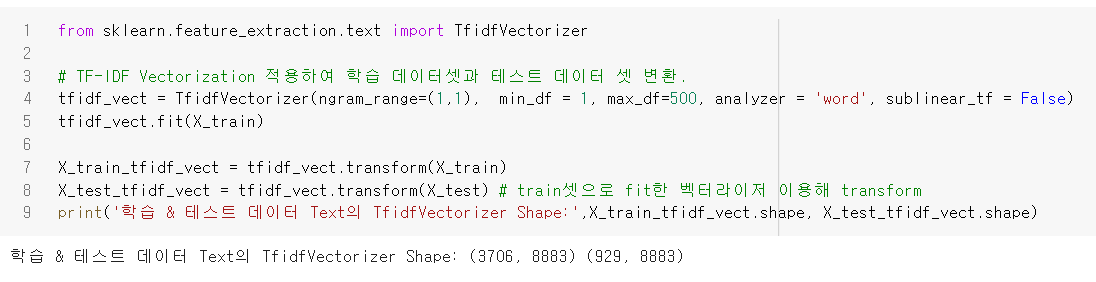 1 from sklearn.feature_extraction.text import TfidfVectorizer
2
3 # TF-IDF Vectorization 적용하여 학습 데이터셋과 테스트 데이터 셋 변환.
4 tfidf_vect = TfidfVectorizer(ngram_range=(1,1),  min_df = 1, max_df=500, analyzer = 'word', sublinear_tf = False)
5 tfidf_vect.fit(X_train)
6
7 X_train_tfidf_vect = tfidf_vect.transform(X_train)
8 X_test_tfidf_vect = tfidf_vect.transform(X_test) # train셋으로 fit한 벡터라이저 이용해 transform
9 print('학습 & 테스트 데이터 Text의 TfidfVectorizer Shape:',X_train_tfidf_vect.shape, X_test_tfidf_vect.shape)
학습 & 테스트 데이터 Text의 TfidfVectorizer Shape: (3706, 8883) (929, 8883)